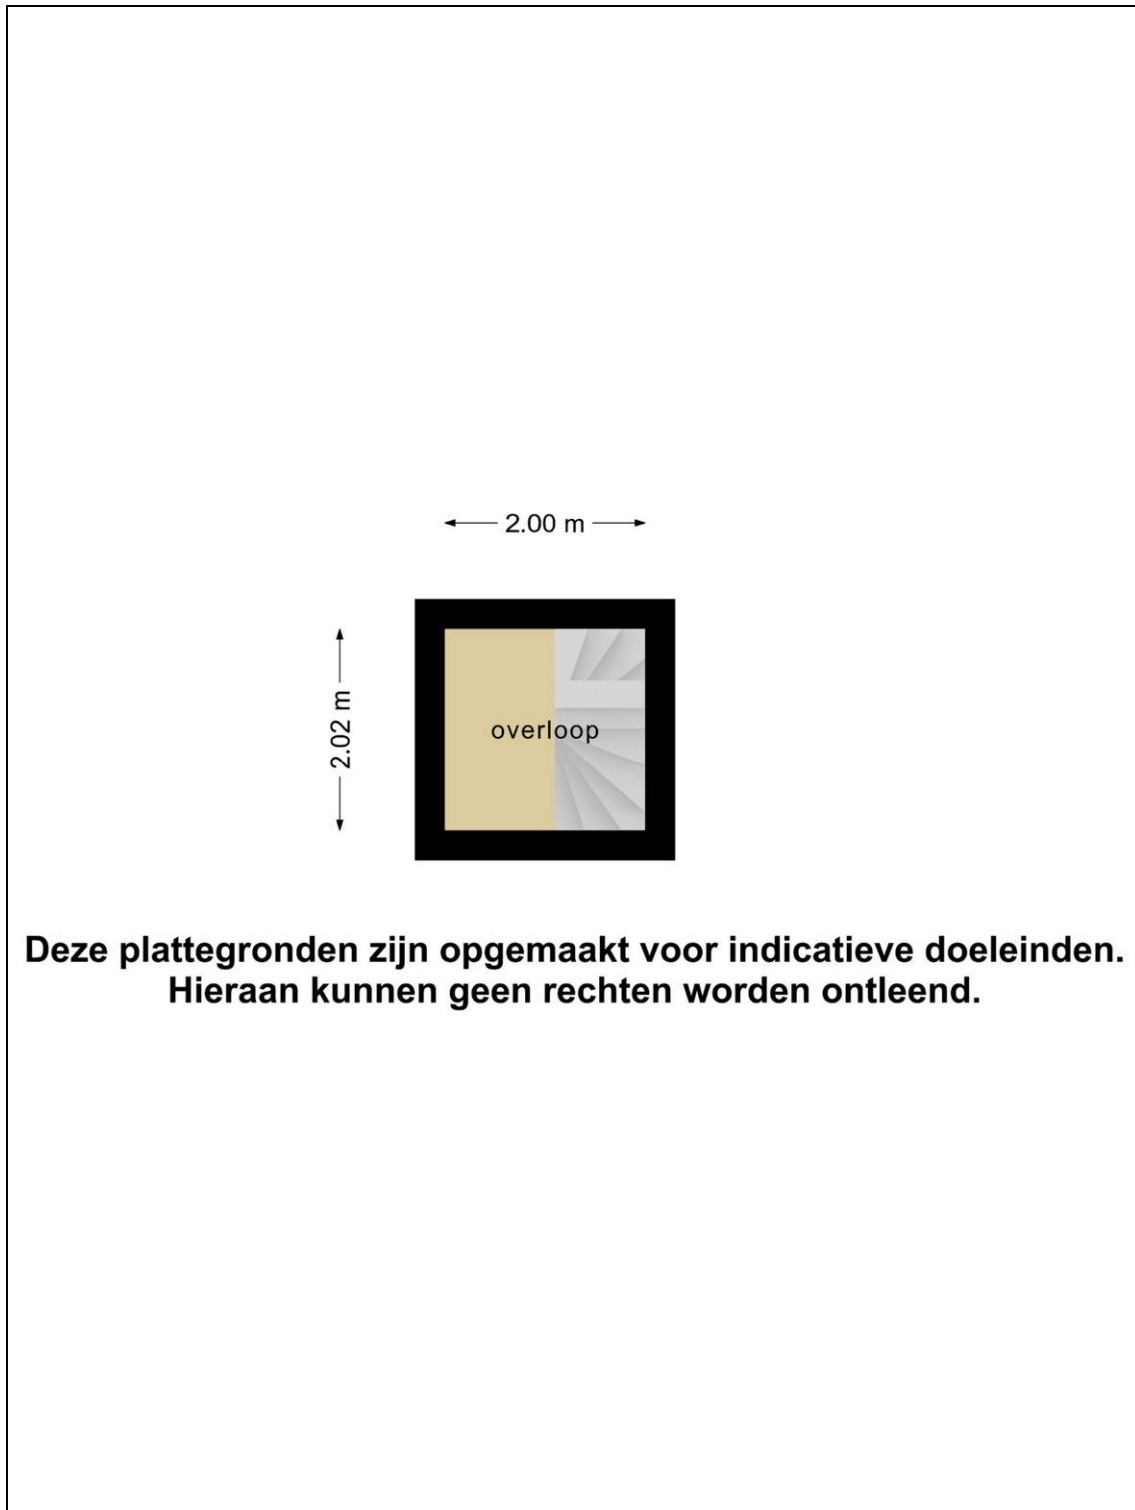 2.00 m
2.02 m
overloop
Deze plattegronden zijn opgemaakt voor indicatieve doeleinden.
Hieraan kunnen geen rechten worden ontleend.